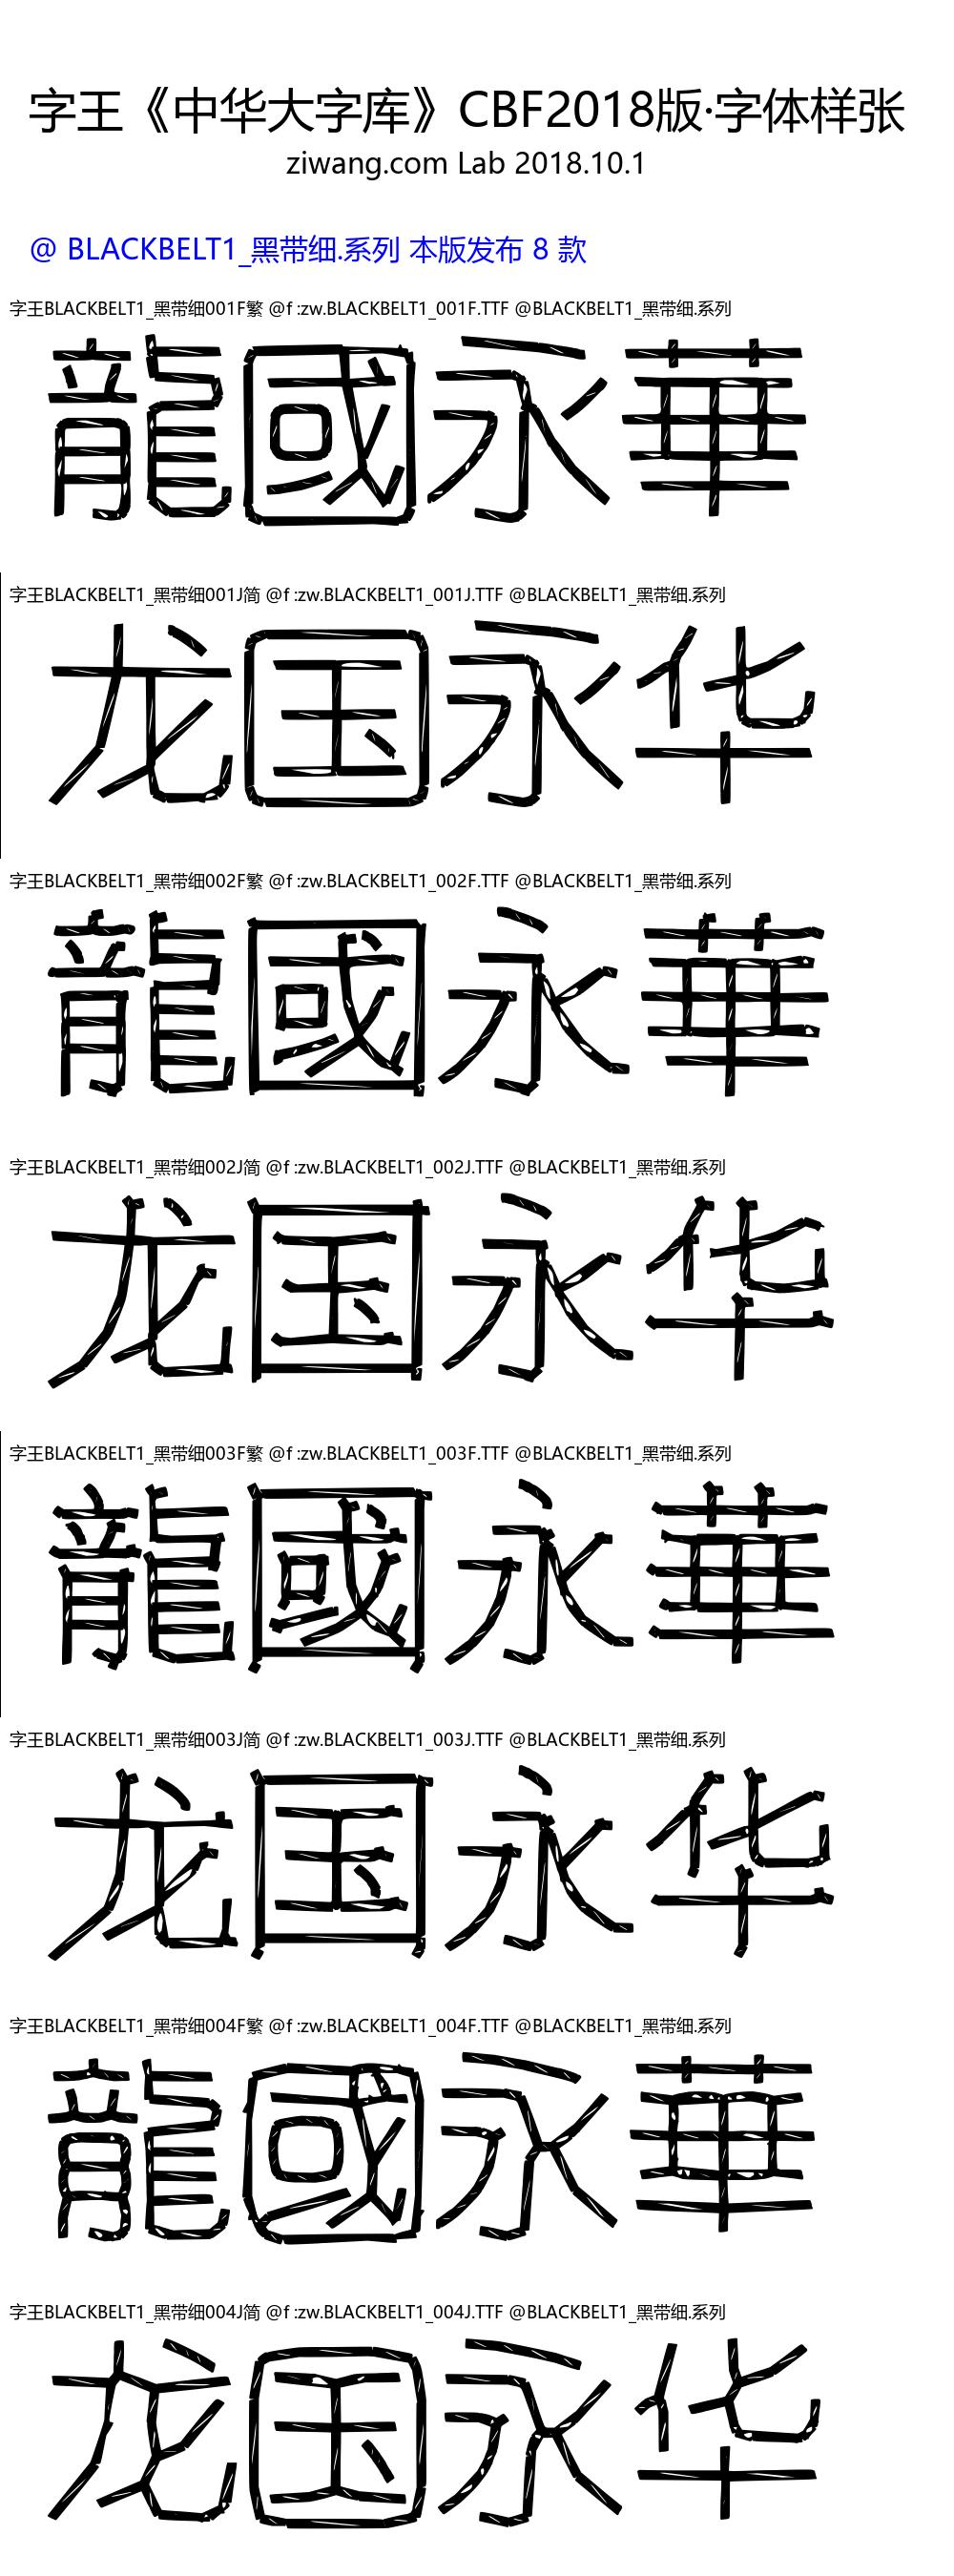 字王《中华大字库》CBF2018版·字体样张
ziwang.com Lab 2018.10.1
@ BLACKBELT1_黑带细.系列 本版发布 8 款
字王BLACKBELT1_黑带细001F繁 @f :zw.BLACKBELT1_001F.TTF @BLACKBELT1_黑带细.系列
龍國永華
字王BLACKBELT1_黑带细001J简 @f :zw.BLACKBELT1_001J.TTF @BLACKBELT1_黑带细.系列
龙国永华
字王BLACKBELT1_黑带细002F繁 @f :zw.BLACKBELT1_002F.TTF @BLACKBELT1_黑带细.系列
龍國永華
字王BLACKBELT1_黑带细002J简 @f :zw.BLACKBELT1_002J.TTF @BLACKBELT1_黑带细.系列
龙国永华
字王BLACKBELT1_黑带细003F繁 @f :zw.BLACKBELT1_003F.TTF @BLACKBELT1_黑带细.系列
龍國永華
字王BLACKBELT1_黑带细003J简 @f :zw.BLACKBELT1_003J.TTF @BLACKBELT1_黑带细.系列
龙国永华
字王BLACKBELT1_黑带细004F繁 @f :zw.BLACKBELT1_004F.TTF @BLACKBELT1_黑带细.系列
龍國永華
字王BLACKBELT1_黑带细004J简 @f :zw.BLACKBELT1_004J.TTF @BLACKBELT1_黑带细.系列
龙国永华